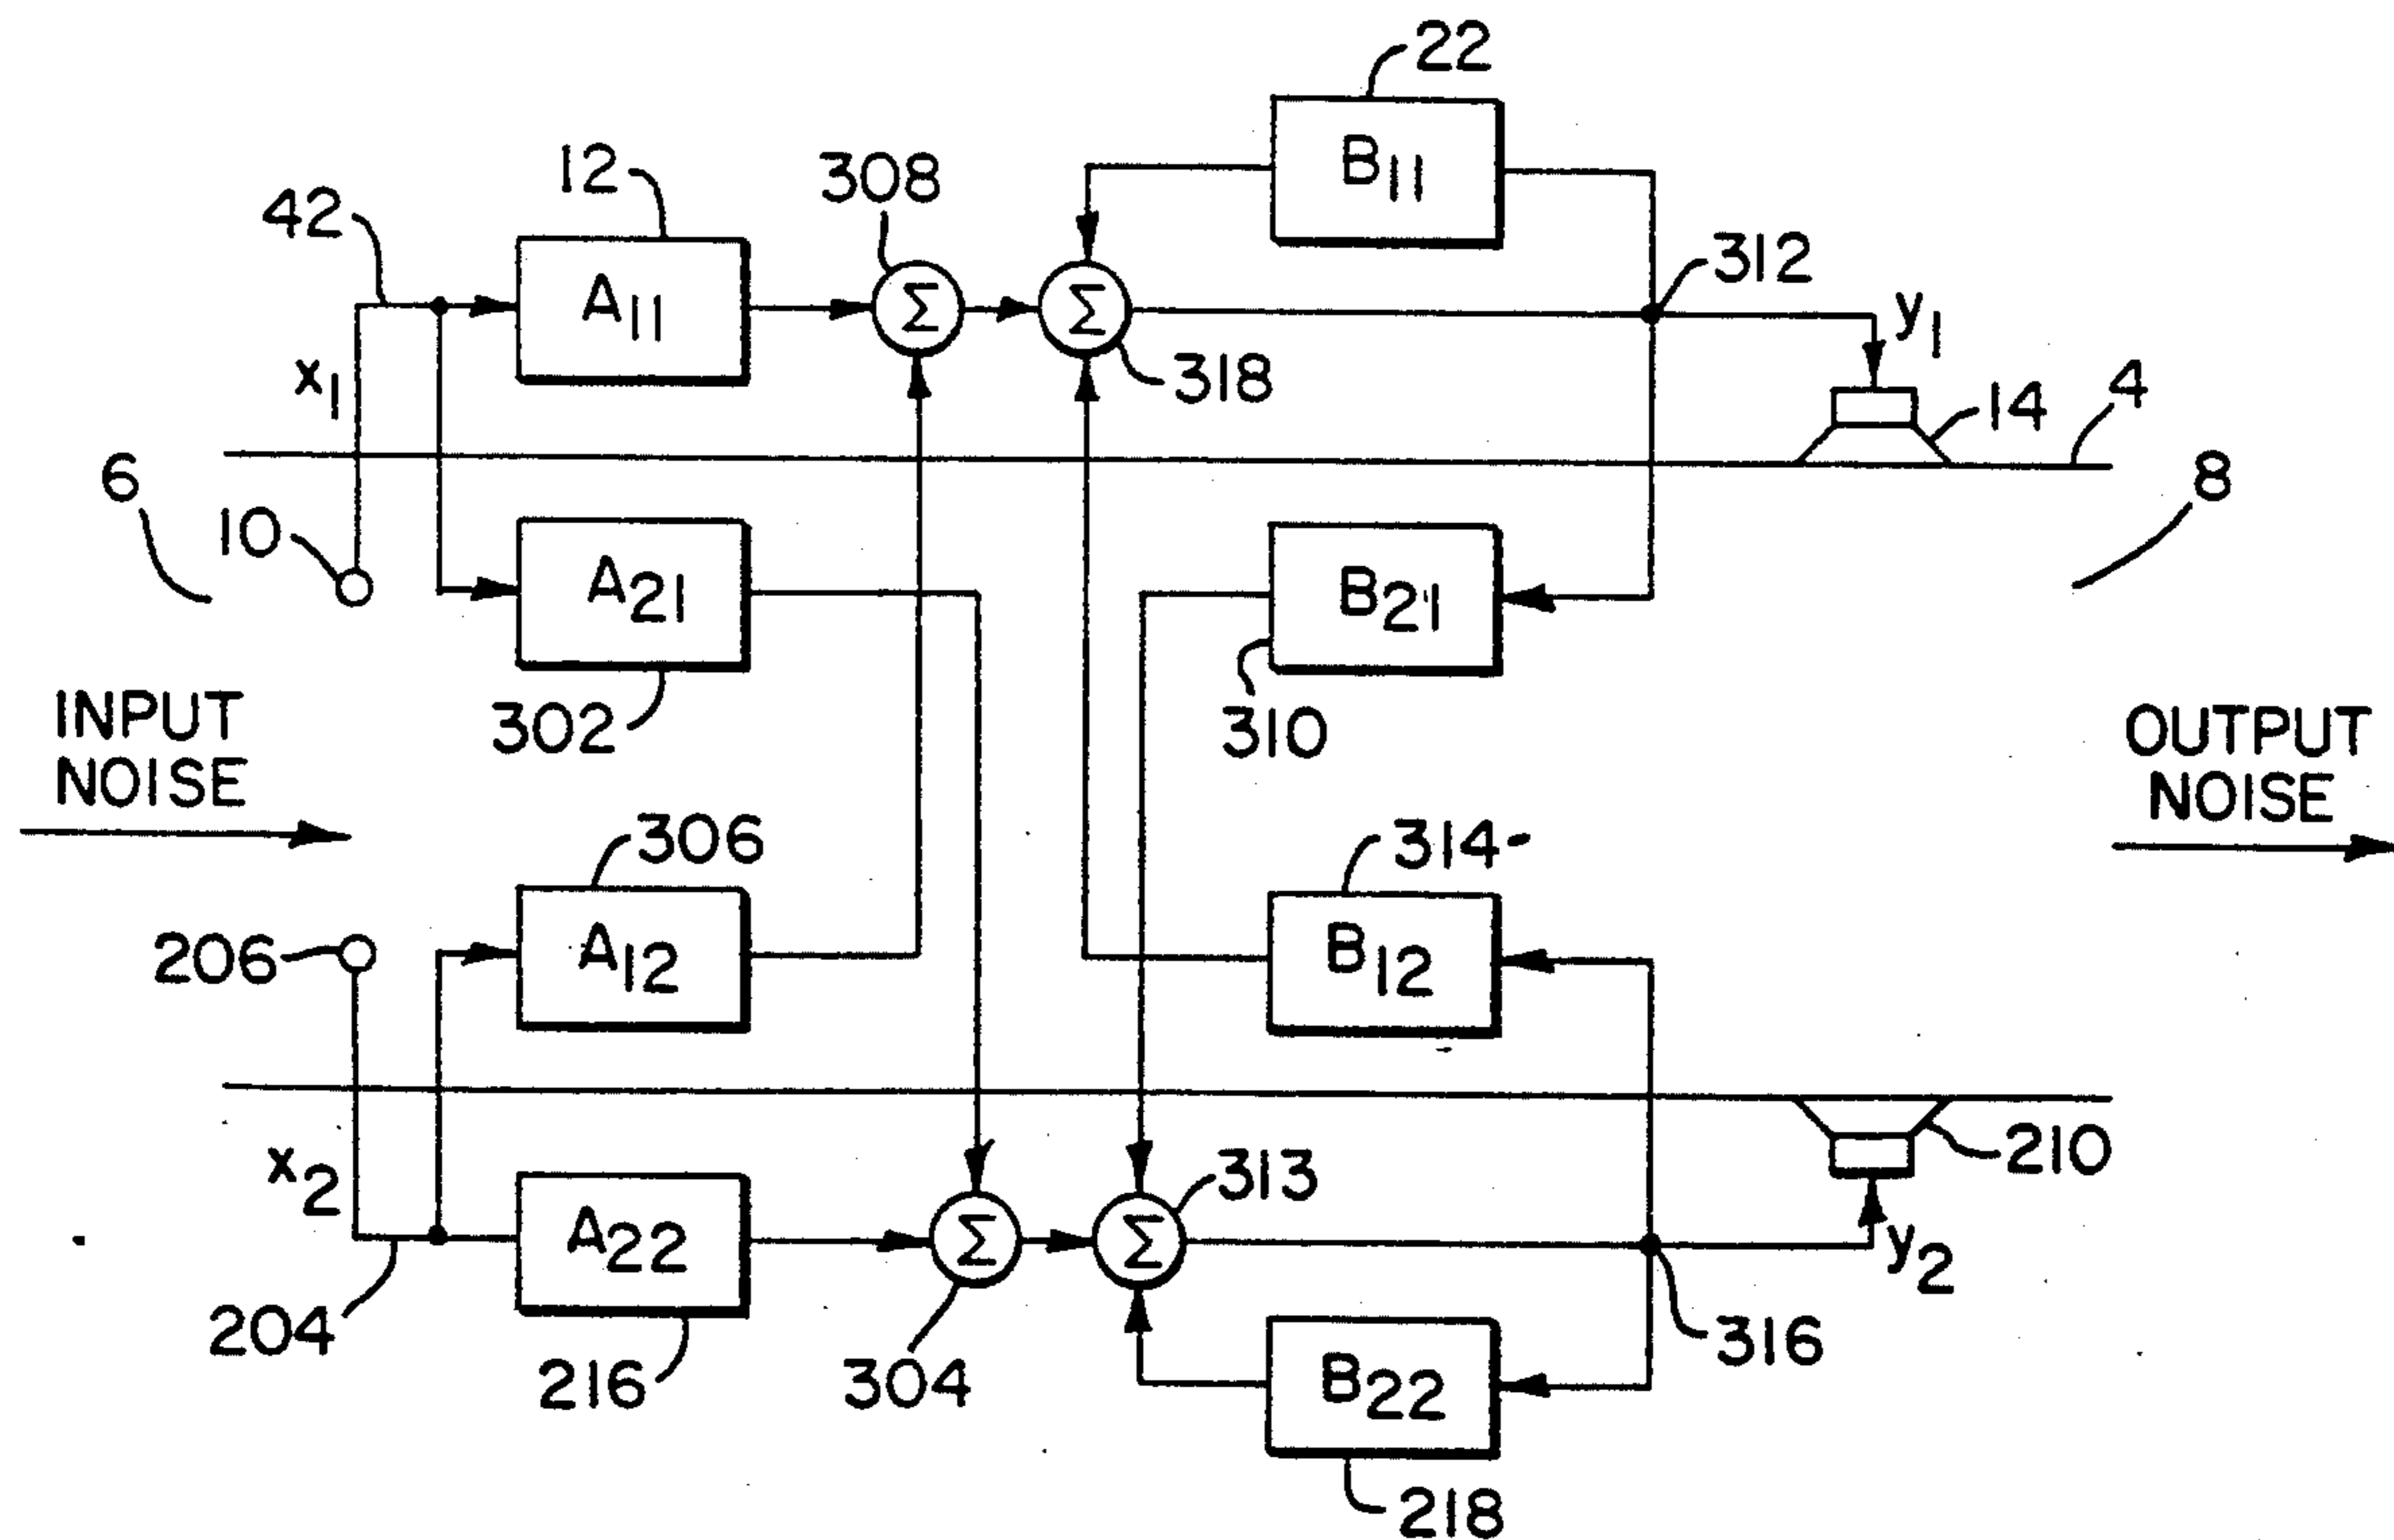 22
12
308
B11
42
A11
Σ
Σ
312
y1
x1
318
14
4
6
10
A21
B21
8
302
310
INPUT
NOISE
OUTPUT
NOISE
306
314
206
A12
B12
x2
313
210
A22
Σ
Σ
y2
204
216
304
B22
316
218